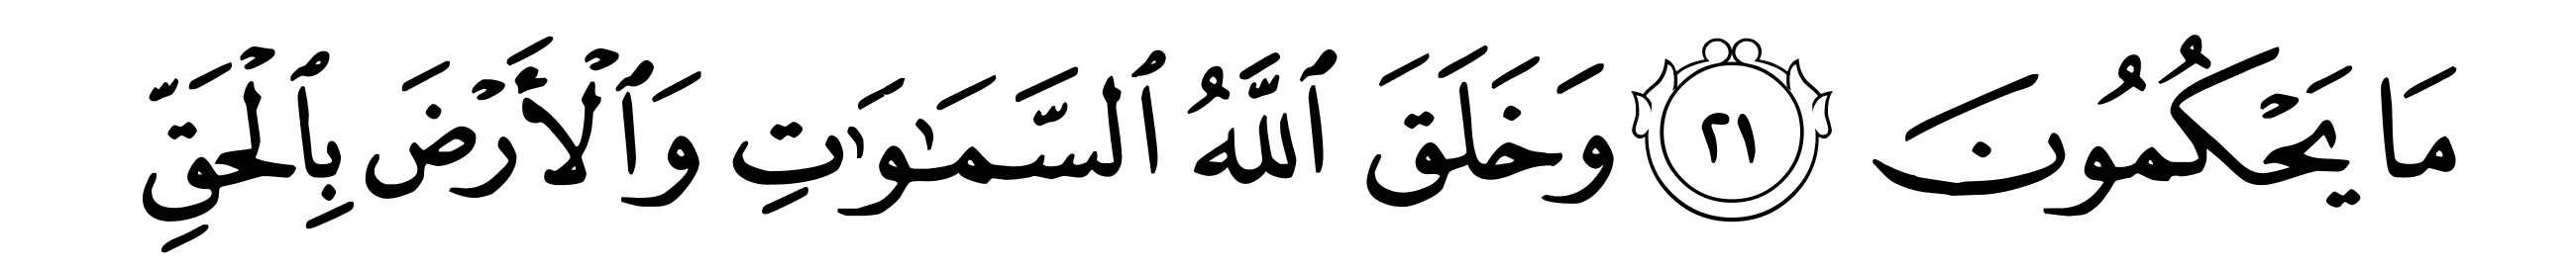 مَا يَحْكُمُونَ ٢١ وَخَلَقَ ٱللَّهُ ٱلسَّمَٰوَٰتِ وَٱلْأَرْضَ بِٱلْحَقِّ